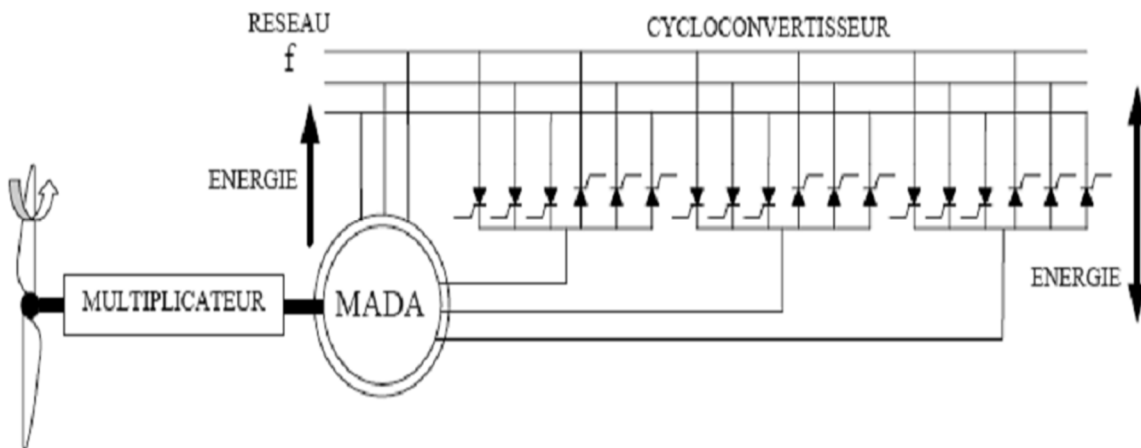 RESEAU
f
CYCLOCONVERTISSEUR
ENERGIE
MULTIPLICATEUR
MADA
ENERGIE